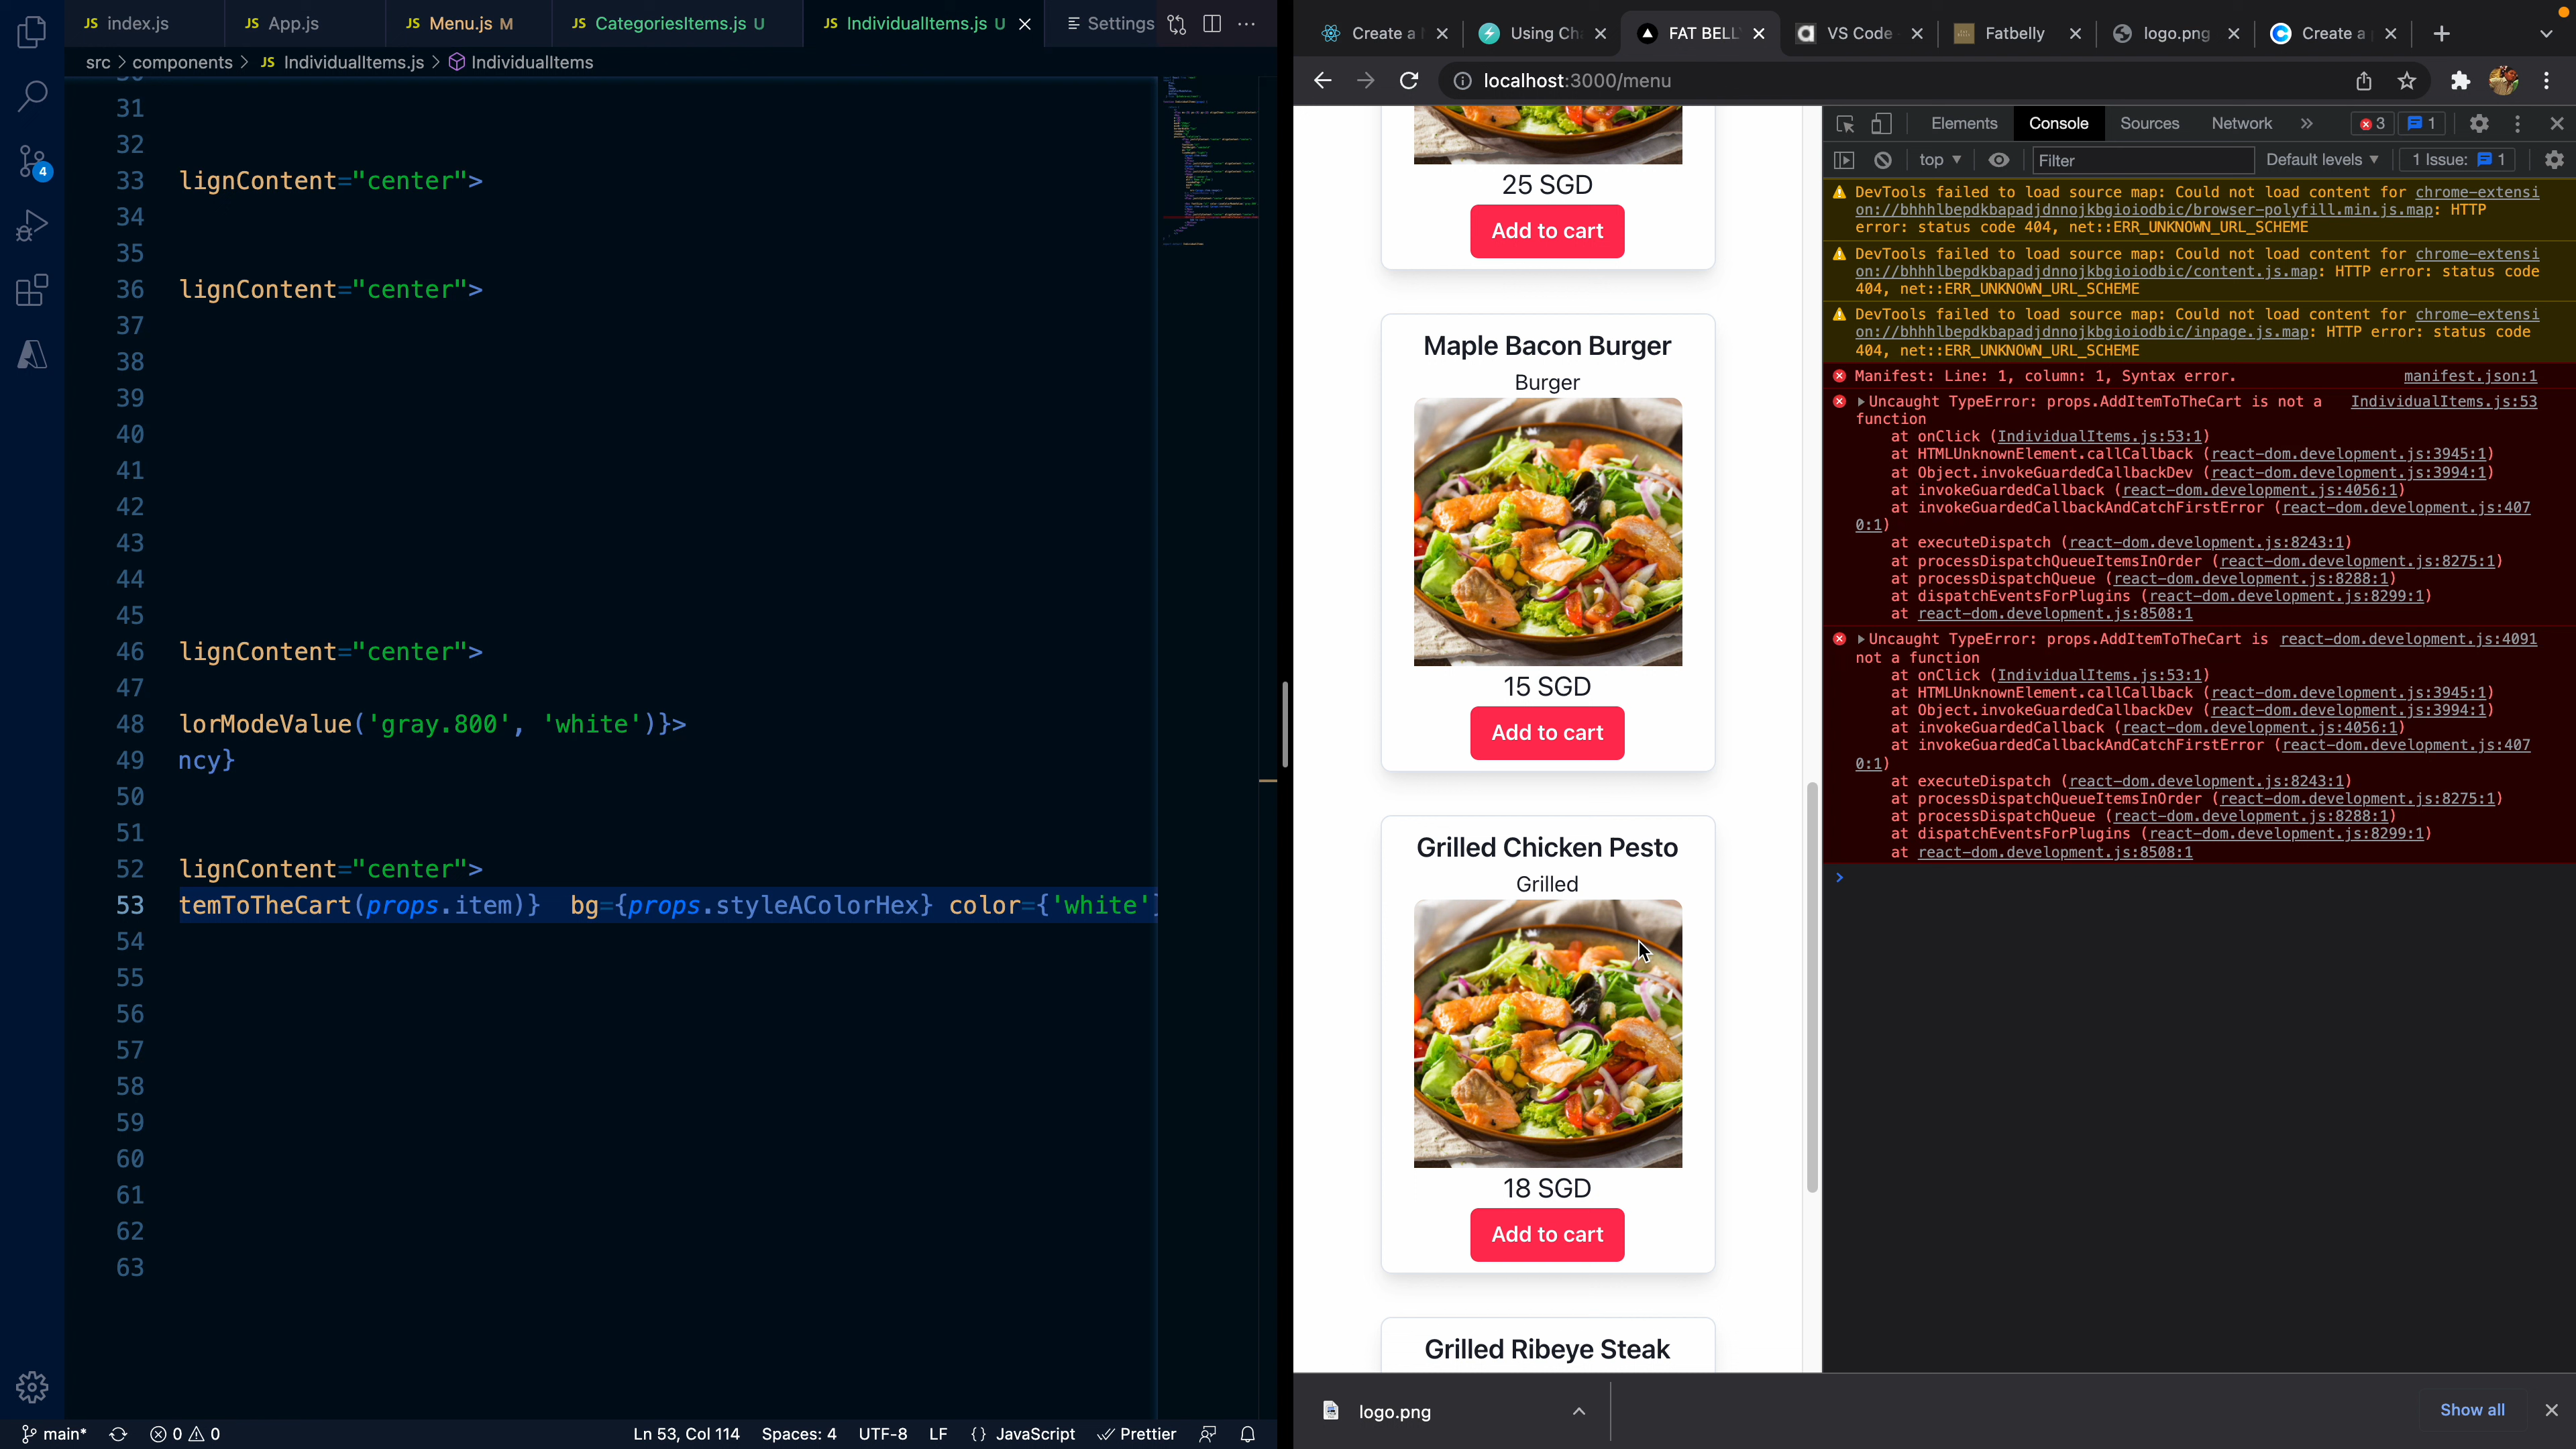 index.js
App.js
Menu.js M
CategoriesItems.js U
IndividualItems.js U
Settings
src > components > JS IndividualItems.js > IndividualItems
31
32
33 lignContent="center">
34
35
36 lignContent="center">
37
38
39
40
41
42
43
44
45
46 lignContent="center">
47
48 lorModeValue('gray.800', 'white')}>
49 ncy}
50
51
52 lignContent="center">
53 temToTheCart(props.item)} bg={props.styleAColorHex} color={'white'}
54
55
56
57
58
59
60
61
62
63
4
main*
0 0
Ln 53, Col 114
Spaces: 4
UTF-8
LF
{} JavaScript
Prettier
Create a
Using Ch
FAT BELL
VS Code
Fatbelly
logo.png
Create a
localhost:3000/menu
25 SGD
Add to cart
Maple Bacon Burger
Burger
15 SGD
Add to cart
Grilled Chicken Pesto
Grilled
18 SGD
Add to cart
Grilled Ribeye Steak
Elements
Console
Sources
Network
3
1
top
Filter
Default levels
1 Issue: 1
DevTools failed to load source map: Could not load content for chrome-extensi
on://bhhhlbepdkbapadjdnnojkbgioiodbic/browser-polyfill.min.js.map: HTTP
error: status code 404, net::ERR_UNKNOWN_URL_SCHEME
DevTools failed to load source map: Could not load content for chrome-extensi
on://bhhhlbepdkbapadjdnnojkbgioiodbic/content.js.map: HTTP error: status code
404, net::ERR_UNKNOWN_URL_SCHEME
DevTools failed to load source map: Could not load content for chrome-extensi
on://bhhhlbepdkbapadjdnnojkbgioiodbic/inpage.js.map: HTTP error: status code
404, net::ERR_UNKNOWN_URL_SCHEME
Manifest: Line: 1, column: 1, Syntax error. manifest.json:1
Uncaught TypeError: props.AddItemToTheCart is not a IndividualItems.js:53
function
at onClick (IndividualItems.js:53:1)
at HTMLUnknownElement.callCallback (react-dom.development.js:3945:1)
at Object.invokeGuardedCallbackDev (react-dom.development.js:3994:1)
at invokeGuardedCallback (react-dom.development.js:4056:1)
at invokeGuardedCallbackAndCatchFirstError (react-dom.development.js:407
0:1)
at executeDispatch (react-dom.development.js:8243:1)
at processDispatchQueueItemsInOrder (react-dom.development.js:8275:1)
at processDispatchQueue (react-dom.development.js:8288:1)
at dispatchEventsForPlugins (react-dom.development.js:8299:1)
at react-dom.development.js:8508:1
Uncaught TypeError: props.AddItemToTheCart is react-dom.development.js:4091
not a function
at onClick (IndividualItems.js:53:1)
at HTMLUnknownElement.callCallback (react-dom.development.js:3945:1)
at Object.invokeGuardedCallbackDev (react-dom.development.js:3994:1)
at invokeGuardedCallback (react-dom.development.js:4056:1)
at invokeGuardedCallbackAndCatchFirstError (react-dom.development.js:407
0:1)
at executeDispatch (react-dom.development.js:8243:1)
at processDispatchQueueItemsInOrder (react-dom.development.js:8275:1)
at processDispatchQueue (react-dom.development.js:8288:1)
at dispatchEventsForPlugins (react-dom.development.js:8299:1)
at react-dom.development.js:8508:1
logo.png
Show all